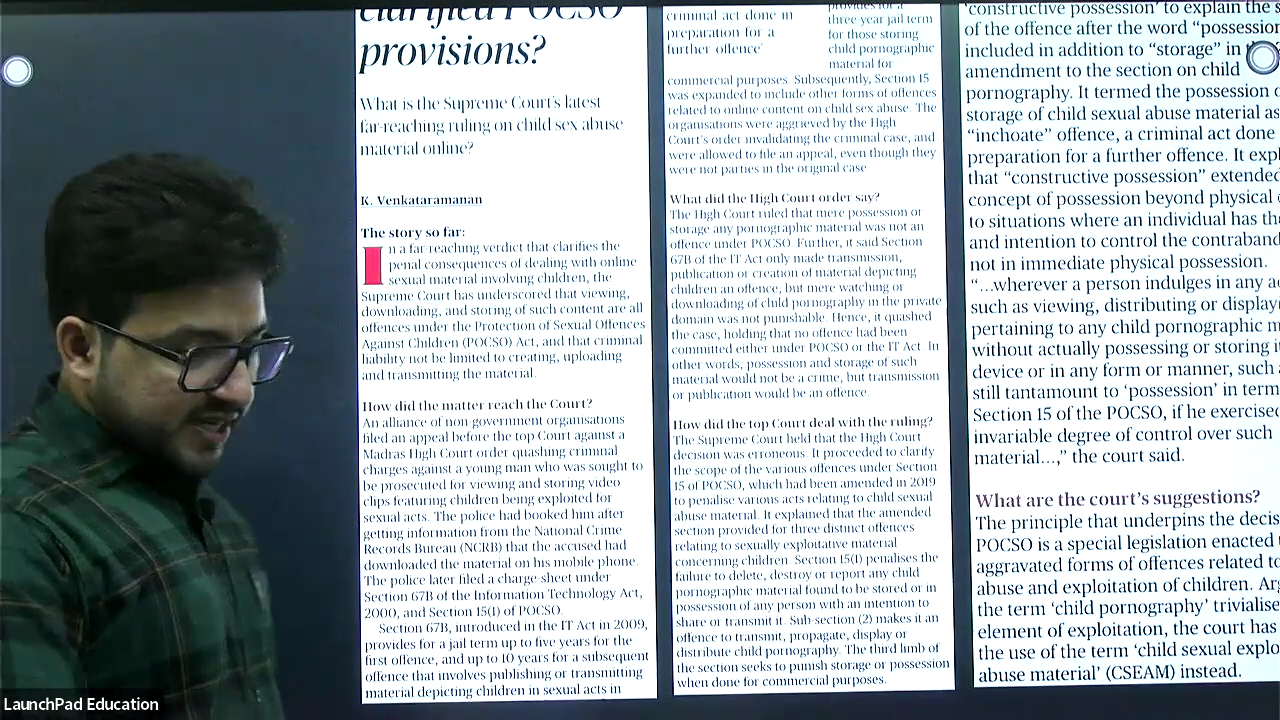 clarified POCSO
provisions?
What is the Supreme Court's latest
far-reaching ruling on child sex abuse
material online?
K. Venkataramanan
The story so far:
In a far-reaching verdict that clarifies the
penal consequences of dealing with online
sexual material involving children, the
Supreme Court has underscored that viewing,
downloading, and storing of such content are all
offences under the Protection of Sexual Offences
Against Children (POCSO) Act, and that criminal
liability not be limited to creating, uploading
and transmitting the material.
How did the matter reach the Court?
An alliance of non-government organisations
filed an appeal before the top Court against a
Madras High Court order quashing criminal
charges against a young man who was sought to
be prosecuted for viewing and storing video
clips featuring children being exploited for
sexual acts. The police had booked him after
getting information from the National Crime
Records Bureau (NCRB) that the accused had
downloaded the material on his mobile phone.
The police later filed a charge-sheet under
Section 67B of the Information Technology Act,
2000, and Section 15(1) of POCSO.
Section 67B, introduced in the IT Act in 2009,
provides for a jail term up to five years for the
first offence, and up to 10 years for a subsequent
offence that involves publishing or transmitting
material depicting children in sexual acts in
criminal act done in
preparation for a
further offence'
provides for a
three year jail term
for those storing
child pornographic
material for
commercial purposes. Subsequently, Section 15
was expanded to include other forms of offences
related to online content on child sex abuse. The
organisations were aggrieved by the High
Court's order invalidating the criminal case, and
were allowed to file an appeal, even though they
were not parties in the original case
What did the High Court order say?
The High Court ruled that mere possession or
storage any pornographic material was not an
offence under POCSO. Further, it said Section
67B of the IT Act only made transmission,
publication or creation of material depicting
children an offence, but mere watching or
downloading of child pornography in the private
domain was not punishable. Hence, it quashed
the case, holding that no offence had been
committed either under POCSO or the IT Act. In
other words, possession and storage of such
material would not be a crime, but transmission
or publication would be an offence.
How did the top Court deal with the ruling?
The Supreme Court held that the High Court
decision was erroneous. It proceeded to clarify
the scope of the various offences under Section
15 of POCSO, which had been amended in 2019
to penalise various acts relating to child sexual
abuse material. It explained that the amended
section provided for three distinct offences
relating to sexually exploitative material
concerning children. Section 15(1) penalises the
failure to delete, destroy or report any child
pornographic material found to be stored or in
possession of any person with an intention to
share or transmit it. Sub-section (2) makes it an
offence to transmit, propagate, display or
distribute child pornography. The third limb of
the section seeks to punish storage or possession
when done for commercial purposes.
'constructive possession' to explain the
of the offence after the word "possession
included in addition to "storage" in
amendment to the section on child
pornography. It termed the possession
storage of child sexual abuse material as
"inchoate" offence, a criminal act done
preparation for a further offence. It
that "constructive possession" extended
concept of possession beyond physical
to situations where an individual has
and intention to control the contraband
not in immediate physical possession.
"...wherever a person indulges in any
such as viewing, distributing or display
pertaining to any child pornographic
without actually possessing or storing
device or in any form or manner, such
still tantamount to 'possession' in
Section 15 of the POCSO, if he exercised
invariable degree of control over such
material...," the court said.
What are the court's suggestions?
The principle that underpins the
POCSO is a special legislation enacted
aggravated forms of offences related to
abuse and exploitation of children.
the term 'child pornography'
element of exploitation, the court has
the use of the term 'child sexual
abuse material' (CSEAM) instead.
LaunchPad Education